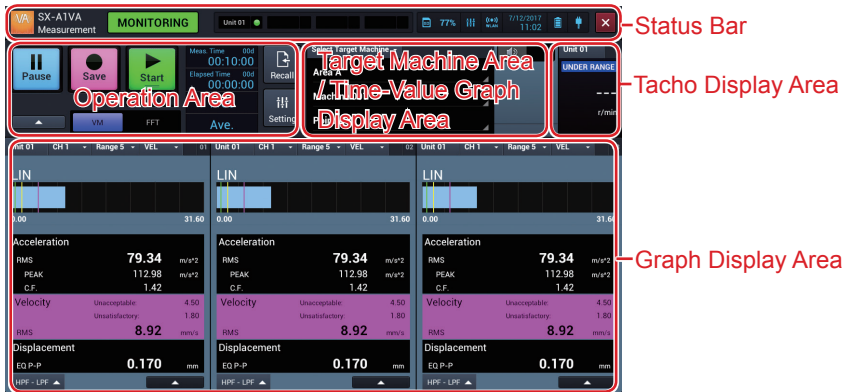 VA SX-A1VA
Measurement
MONITORING
Unit 01
77%
WLAN
7/12/2017
11:02
Status Bar
Pause
Save
Start
Meas. Time 00d
00:10:00
Elapsed Time 00d
00:00:00
Recall
VM
FFT
Ave.
Setting
Operation Area
Select Target Machine
Area A
Target Machine Area
/ Time-Value Graph
Display Area
Unit 01
UNDER RANGE
---
r/min
Tacho Display Area
Unit 01 CH 1 Range 5 VEL 01
Unit 01 CH 1 Range 5 VEL 02
Unit 01 CH 1 Range 5 VEL
LIN
LIN
LIN
0.00 31.60
0.00 31.60
0.00 31.60
Graph Display Area
Acceleration
Acceleration
Acceleration
RMS 79.34 m/s^2
RMS 79.34 m/s^2
RMS 79.34 m/s^2
PEAK 112.98 m/s^2
PEAK 112.98 m/s^2
PEAK 112.98 m/s^2
C.F. 1.42
C.F. 1.42
C.F. 1.42
Velocity Unacceptable: 4.50
Velocity Unacceptable: 4.50
Velocity Unacceptable: 4.50
Unsatisfactory: 1.80
Unsatisfactory: 1.80
Unsatisfactory: 1.80
RMS 8.92 mm/s
RMS 8.92 mm/s
RMS 8.92 mm/s
Displacement
Displacement
Displacement
EQ P-P 0.170 mm
EQ P-P 0.170 mm
EQ P-P 0.170 mm
HPF - LPF
HPF - LPF
HPF - LPF